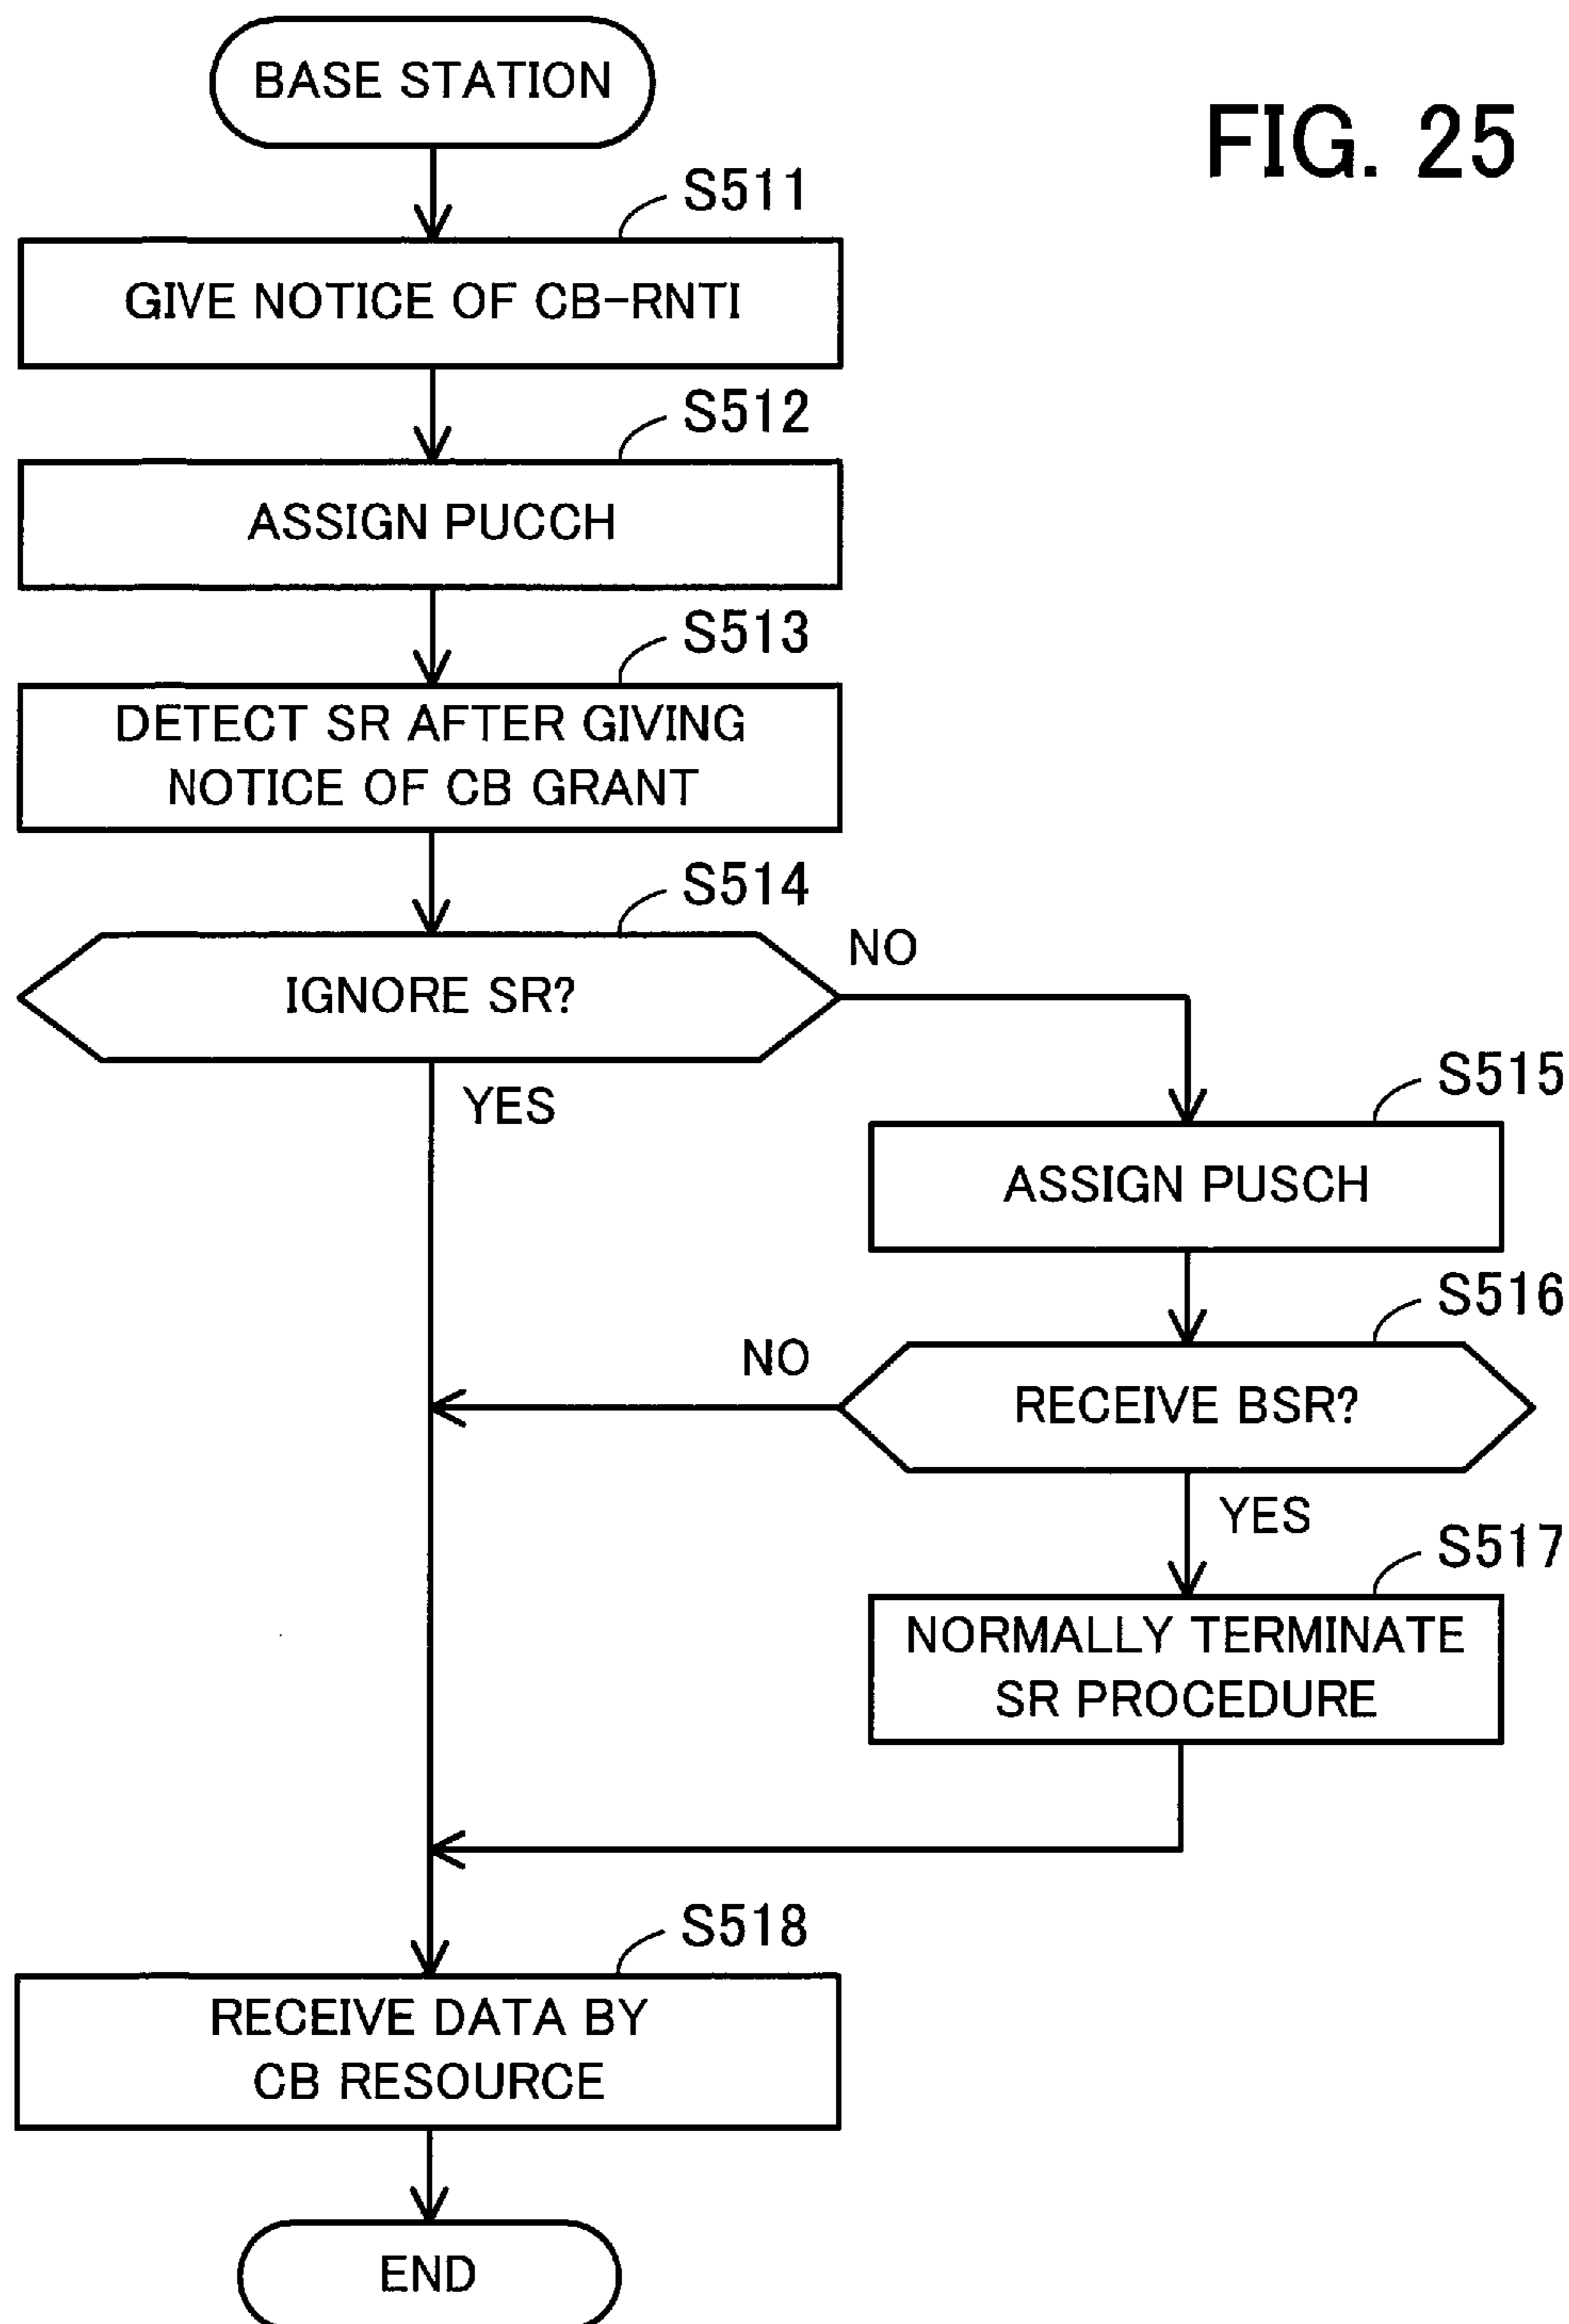 BASE STATION
FIG. 25
S511
GIVE NOTICE OF CB-RNTI
S512
ASSIGN PUCCH
S513
DETECT SR AFTER GIVING
NOTICE OF CB GRANT
S514
IGNORE SR?
NO
YES
S515
ASSIGN PUSCH
S516
RECEIVE BSR?
NO
YES
S517
NORMALLY TERMINATE
SR PROCEDURE
S518
RECEIVE DATA BY
CB RESOURCE
END